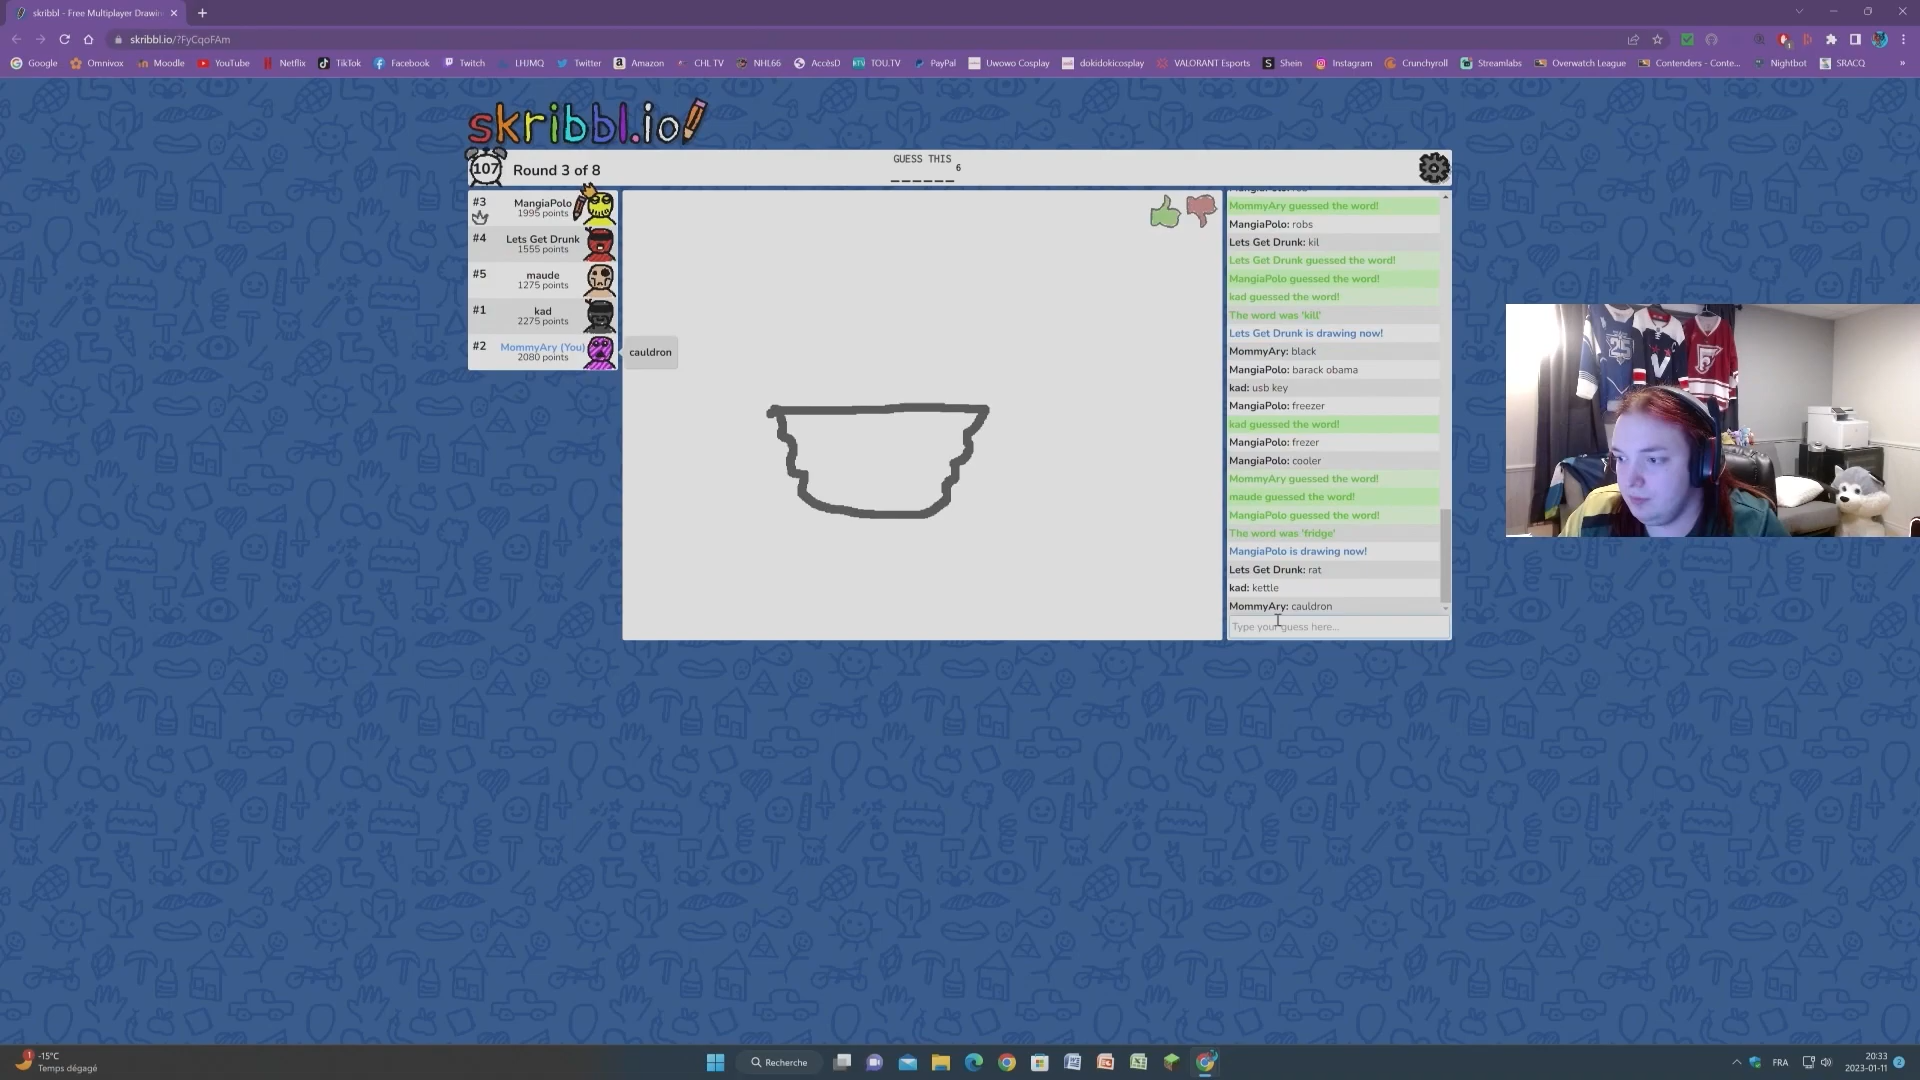 skribbl - Free Multiplayer Drawin
skribbl.io/?FyCqoFAm
Google Omnivox Moodle YouTube Netflix TikTok Facebook Twitch LHJMQ Twitter Amazon CHL TV NHL66 AccèsD TOU.TV PayPal Uwowo Cosplay dokidokicosplay VALORANT Esports Shein Instagram Crunchyroll Streamlabs Overwatch League Contenders - Conte... Nightbot SRACQ »
skribbl.io
107 Round 3 of 8
GUESS THIS
______ 6
#3 MangiaPolo
1995 points
#4 Lets Get Drunk
1555 points
#5 maude
1275 points
#1 kad
2275 points
#2 MommyAry (You)
2080 points
cauldron
MommyAry guessed the word!
MangiaPolo: robs
Lets Get Drunk: kil
Lets Get Drunk guessed the word!
MangiaPolo guessed the word!
kad guessed the word!
The word was 'kill'
Lets Get Drunk is drawing now!
MommyAry: black
MangiaPolo: barack obama
kad: usb key
MangiaPolo: freezer
kad guessed the word!
MangiaPolo: frezer
MangiaPolo: cooler
MommyAry guessed the word!
maude guessed the word!
MangiaPolo guessed the word!
The word was 'fridge'
MangiaPolo is drawing now!
Lets Get Drunk: rat
kad: kettle
MommyAry: cauldron
Type your guess here...
25
V
1
-15°C
Temps dégagé
Recherche
FRA
20:33
2023-01-11
2